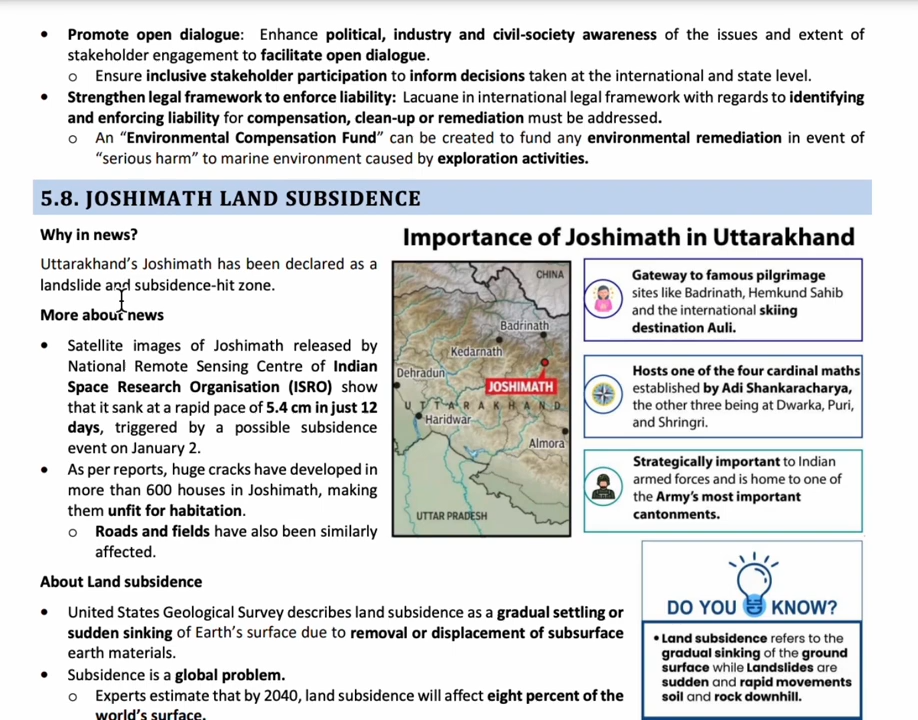 • Promote open dialogue: Enhance political, industry and civil-society awareness of the issues and extent of
stakeholder engagement to facilitate open dialogue.
o Ensure inclusive stakeholder participation to inform decisions taken at the international and state level.
• Strengthen legal framework to enforce liability: Lacuane in international legal framework with regards to identifying
and enforcing liability for compensation, clean-up or remediation must be addressed.
o An “Environmental Compensation Fund” can be created to fund any environmental remediation in event of
“serious harm” to marine environment caused by exploration activities.
5.8. JOSHIMATH LAND SUBSIDENCE
Why in news?
Uttarakhand’s Joshimath has been declared as a
landslide and subsidence-hit zone.
More about news
• Satellite images of Joshimath released by
National Remote Sensing Centre of Indian
Space Research Organisation (ISRO) show
that it sank at a rapid pace of 5.4 cm in just 12
days, triggered by a possible subsidence
event on January 2.
• As per reports, huge cracks have developed in
more than 600 houses in Joshimath, making
them unfit for habitation.
o Roads and fields have also been similarly
affected.
Importance of Joshimath in Uttarakhand
CHINA
Badrinath
Kedarnath
Dehradun
JOSHIMATH
UTTARAKHAND
Haridwar
Almora
UTTAR PRADESH
Gateway to famous pilgrimage
sites like Badrinath, Hemkund Sahib
and the international skiing
destination Auli.
Hosts one of the four cardinal maths
established by Adi Shankaracharya,
the other three being at Dwarka, Puri,
and Shringri.
Strategically important to Indian
armed forces and is home to one of
the Army’s most important
cantonments.
About Land subsidence
• United States Geological Survey describes land subsidence as a gradual settling or
sudden sinking of Earth’s surface due to removal or displacement of subsurface
earth materials.
• Subsidence is a global problem.
o Experts estimate that by 2040, land subsidence will affect eight percent of the
world’s surface.
DO YOU KNOW?
• Land subsidence refers to the
gradual sinking of the ground
surface while Landslides are
sudden and rapid movements
soil and rock downhill.